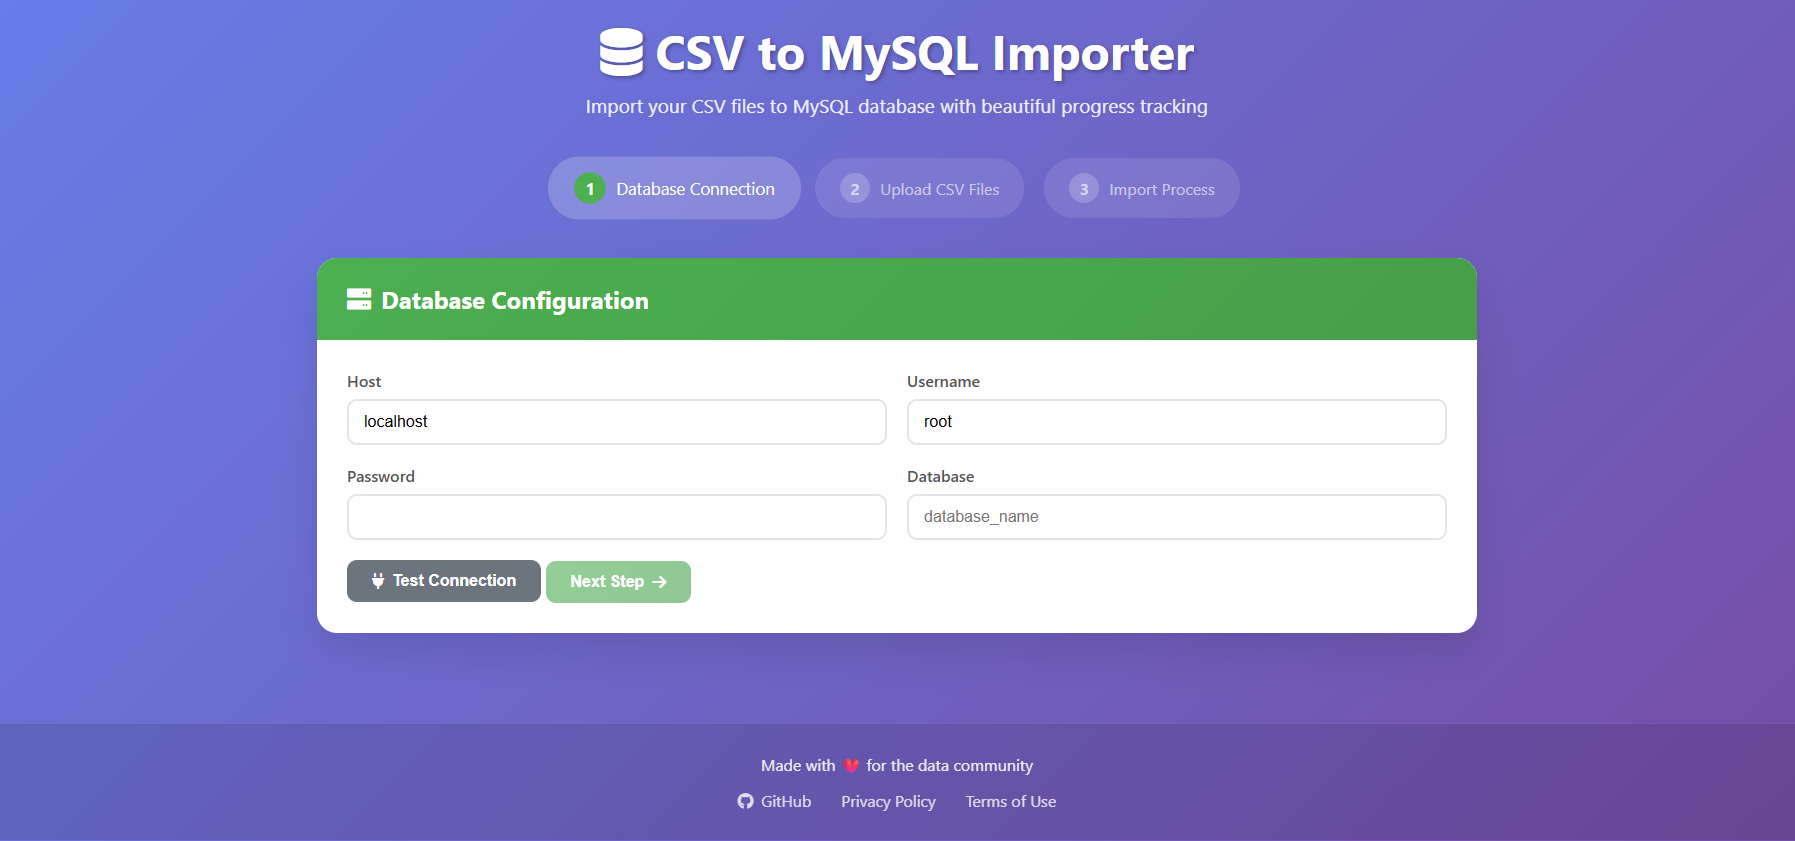 CSV to MySQL Importer
Import your CSV files to MySQL database with beautiful progress tracking
1 Database Connection
2 Upload CSV Files
3 Import Process
Database Configuration
Host
Username
localhost
root
Password
Database
database_name
Test Connection
Next Step →
Made with ❤ for the data community
GitHub
Privacy Policy
Terms of Use